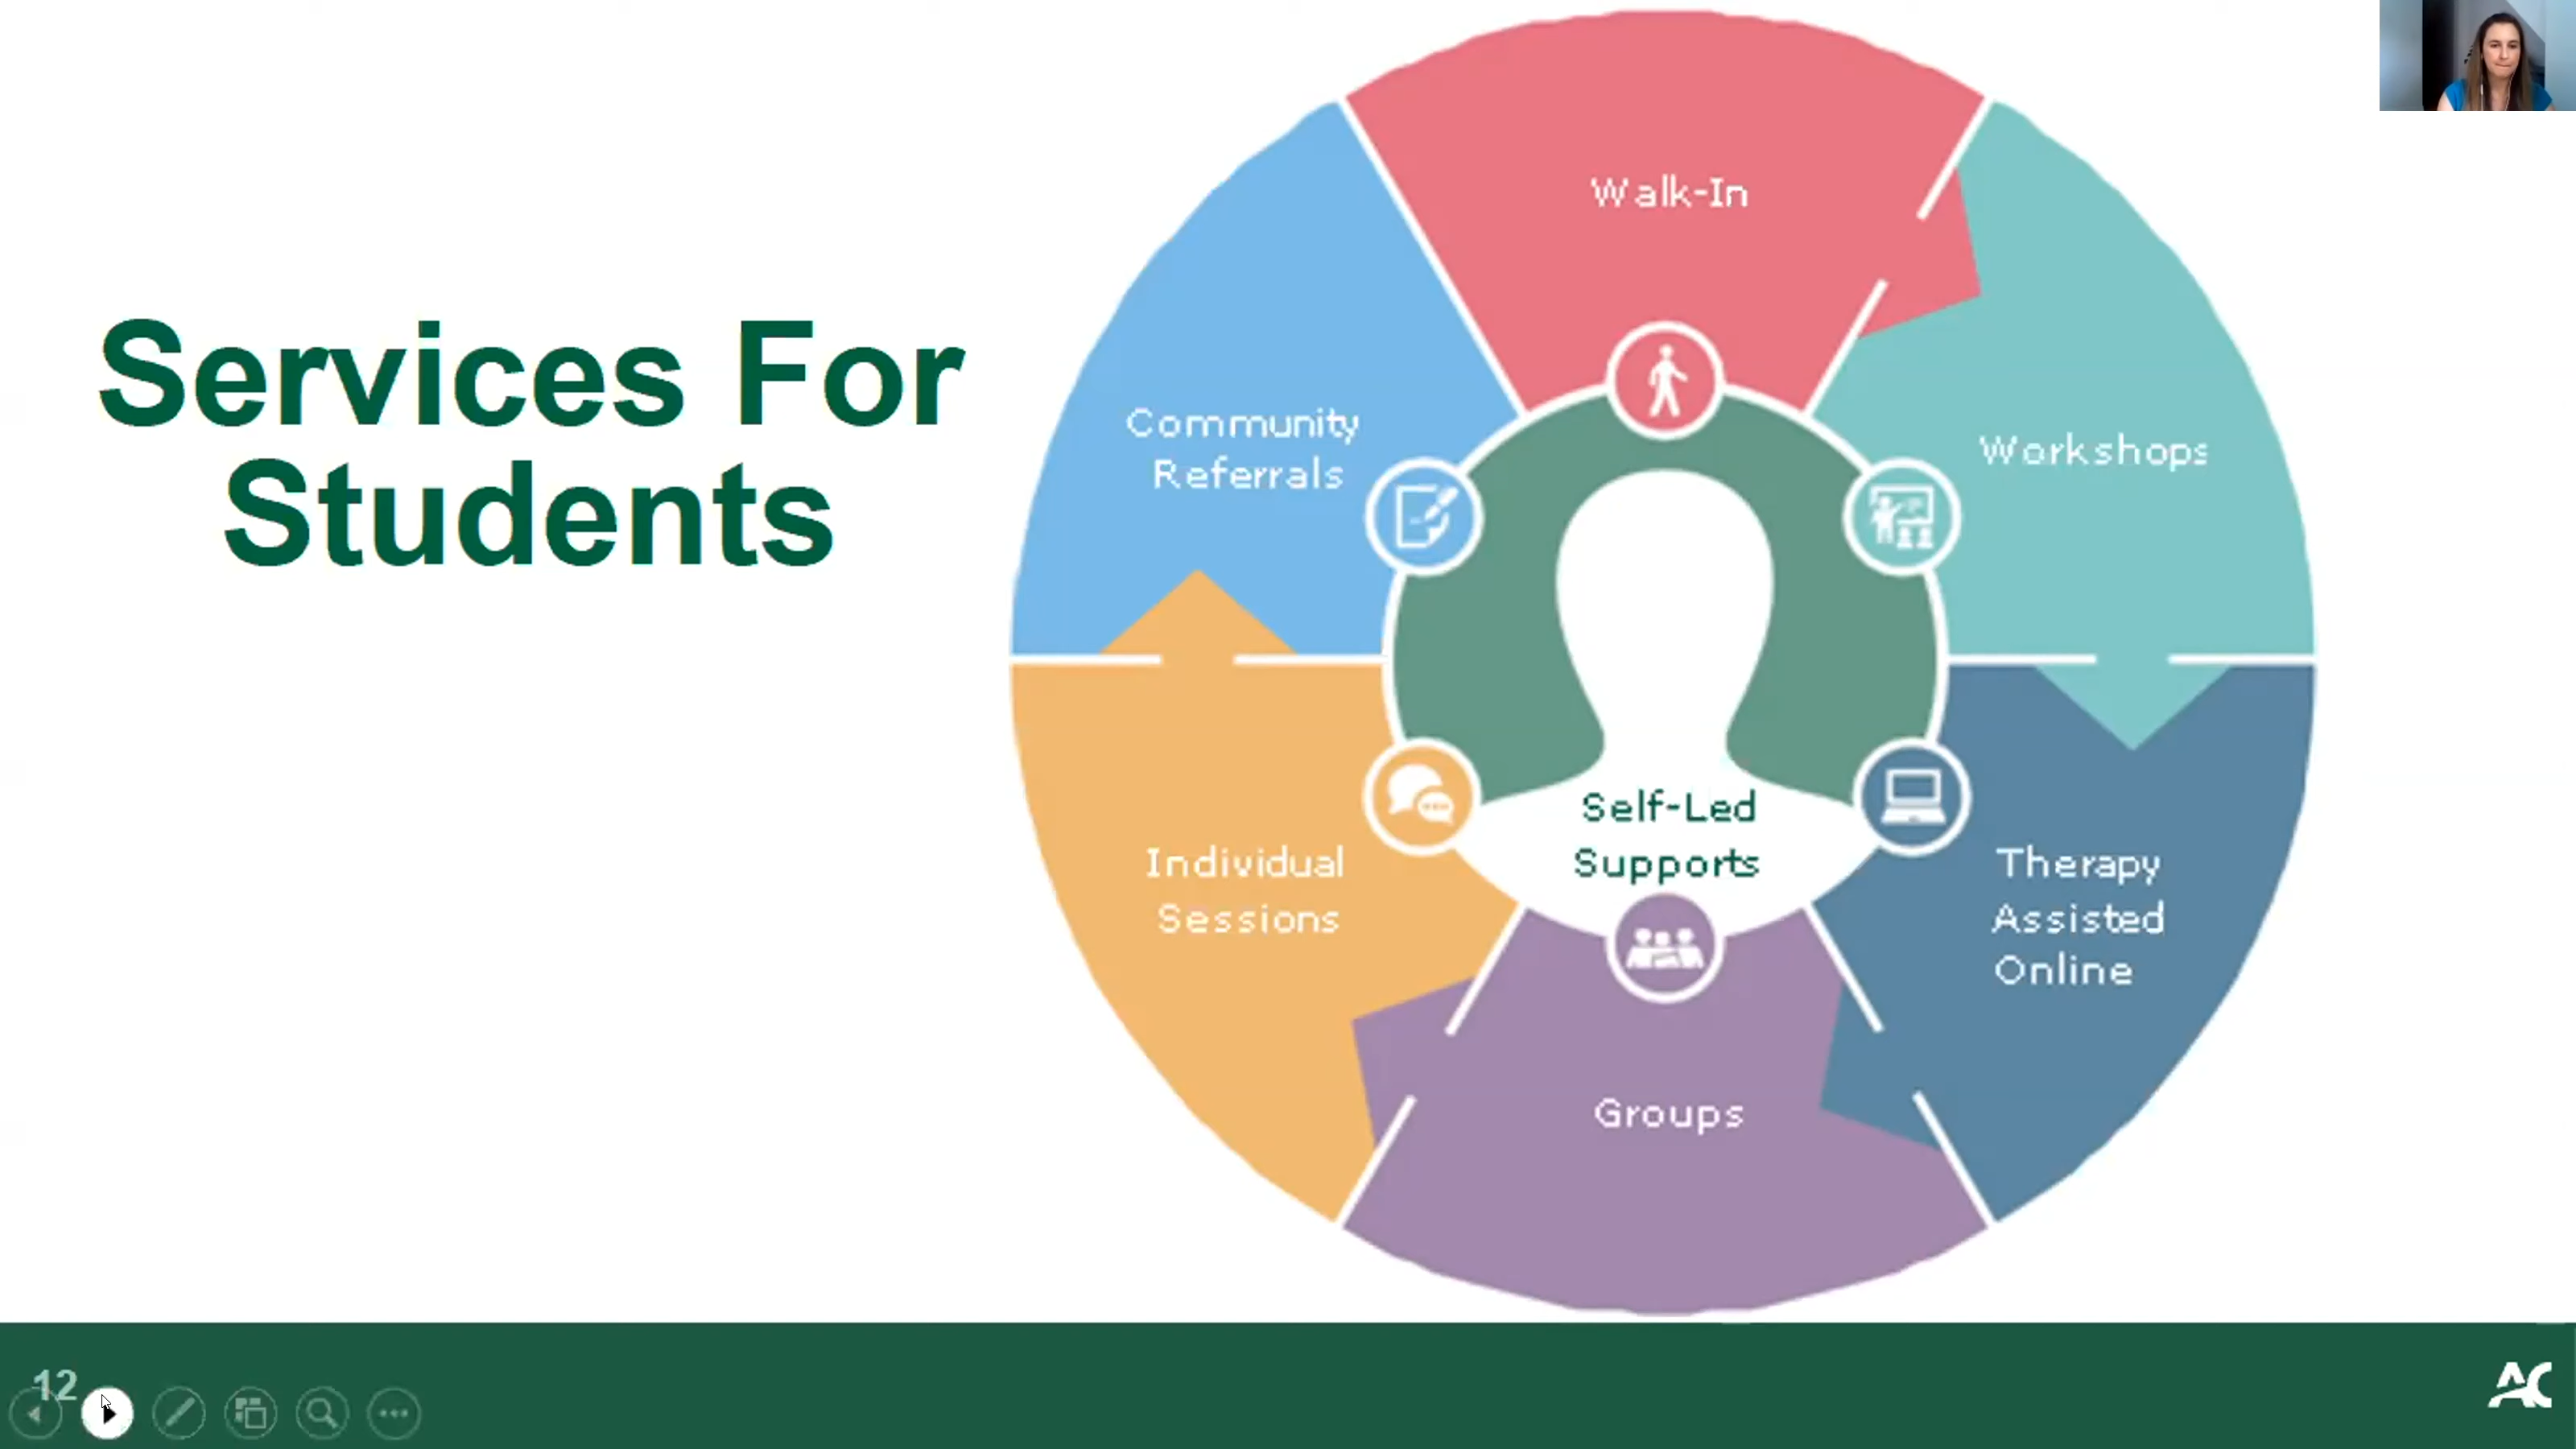 Services For
Students
Walk-In
Workshops
Therapy
Assisted
Online
Groups
Individual
Sessions
Community
Referrals
Self-Led
Supports
12
AC